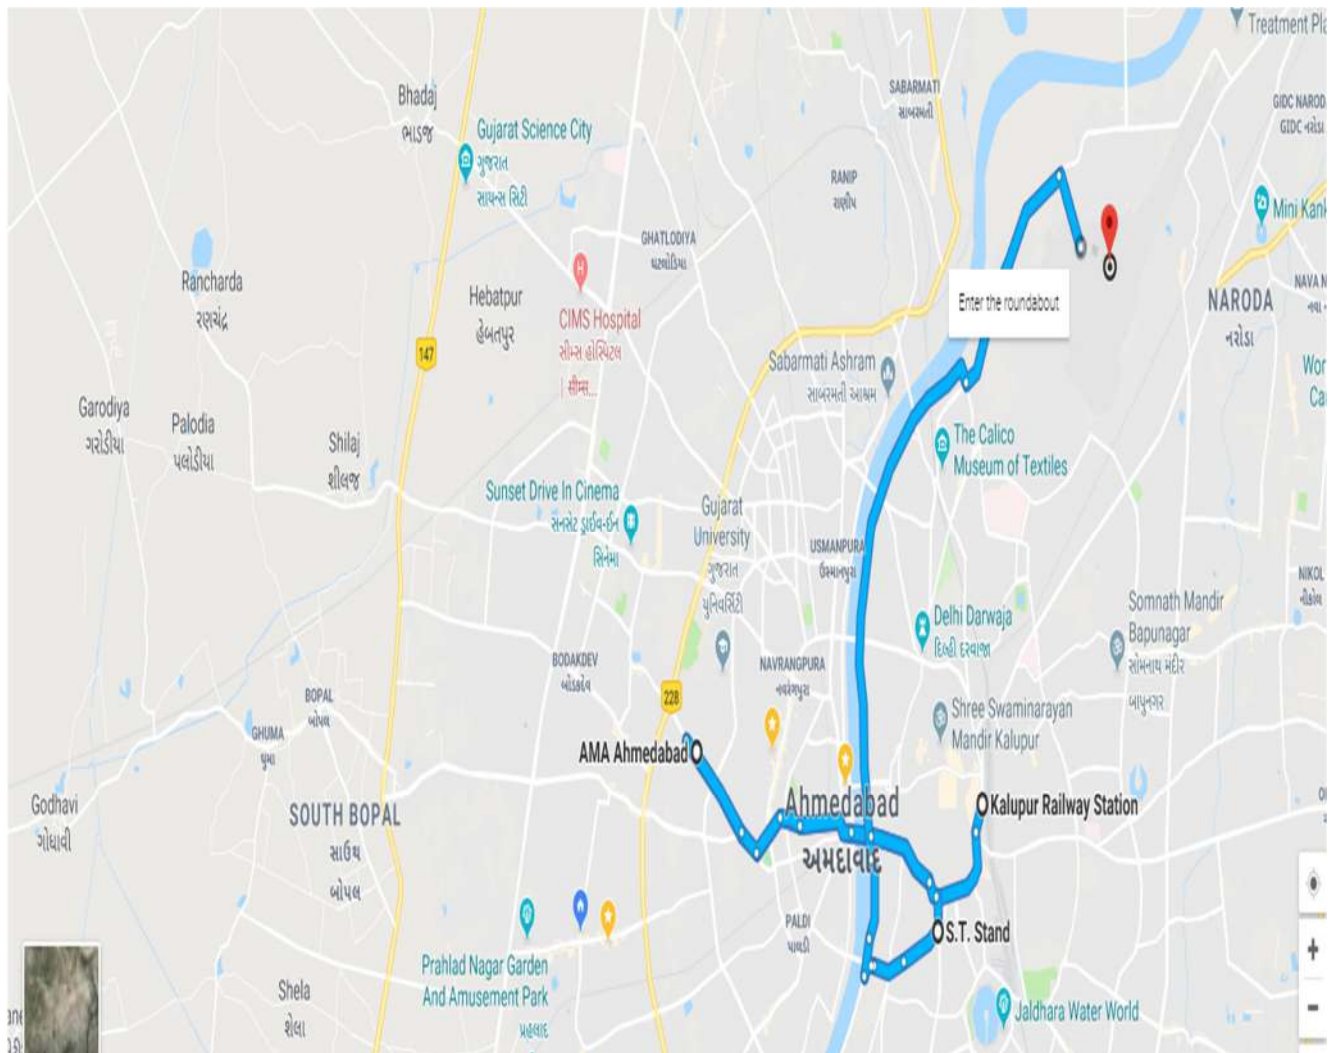 Treatment Pla
Bhadaj
ભાડજ
SABARMATI
સાબરમતી
GIDC NAROD
GIDC નરોડા
Gujarat Science City
ગુજરાત
સાયન્સ સિટી
RANIP
રાણીપ
Mini Kank
GHATLODIYA
ઘાટલોડિયા
Rancharda
રણચંદ્ર
Hebatpur
હેબતપુર
Enter the roundabout
NARODA
નરોડા
NAVA N
CIMS Hospital
સીમ્સ હોસ્પિટલ
| सीम्स...
147
Sabarmati Ashram
સાબરમતી આશ્રમ
Wor
Ca
Garodiya
ગરોડીયા
Palodia
પલોડીયા
Shilaj
શીલજ
The Calico
Museum of Textiles
Sunset Drive In Cinema
સનસેટ ડ્રાઈવ-ઈન
સિનેમા
Gujarat
University
ગુજરાત
યુનિવર્સિટી
USMANPURA
ઉસ્માનપુરા
NIKOL
નીકોલ
Delhi Darwaja
દિલ્હી દરવાજા
Somnath Mandir
Bapunagar
સોમનાથ મંદીર
બાપુનગર
BODAKDEV
બોડકદેવ
NAVRANGPURA
નવરંગપુરા
228
BOPAL
બોપલ
GHUMA
ઘુમા
Shree Swaminarayan
Mandir Kalupur
AMA Ahmedabad
Godhavi
ગોધાવી
SOUTH BOPAL
સાઉથ
બોપલ
Ahmedabad
અમદાવાદ
Kalupur Railway Station
PALDI
પાલડી
S.T. Stand
Prahlad Nagar Garden
And Amusement Park
પ્રહલાદ
Shela
શેલા
Jaldhara Water World